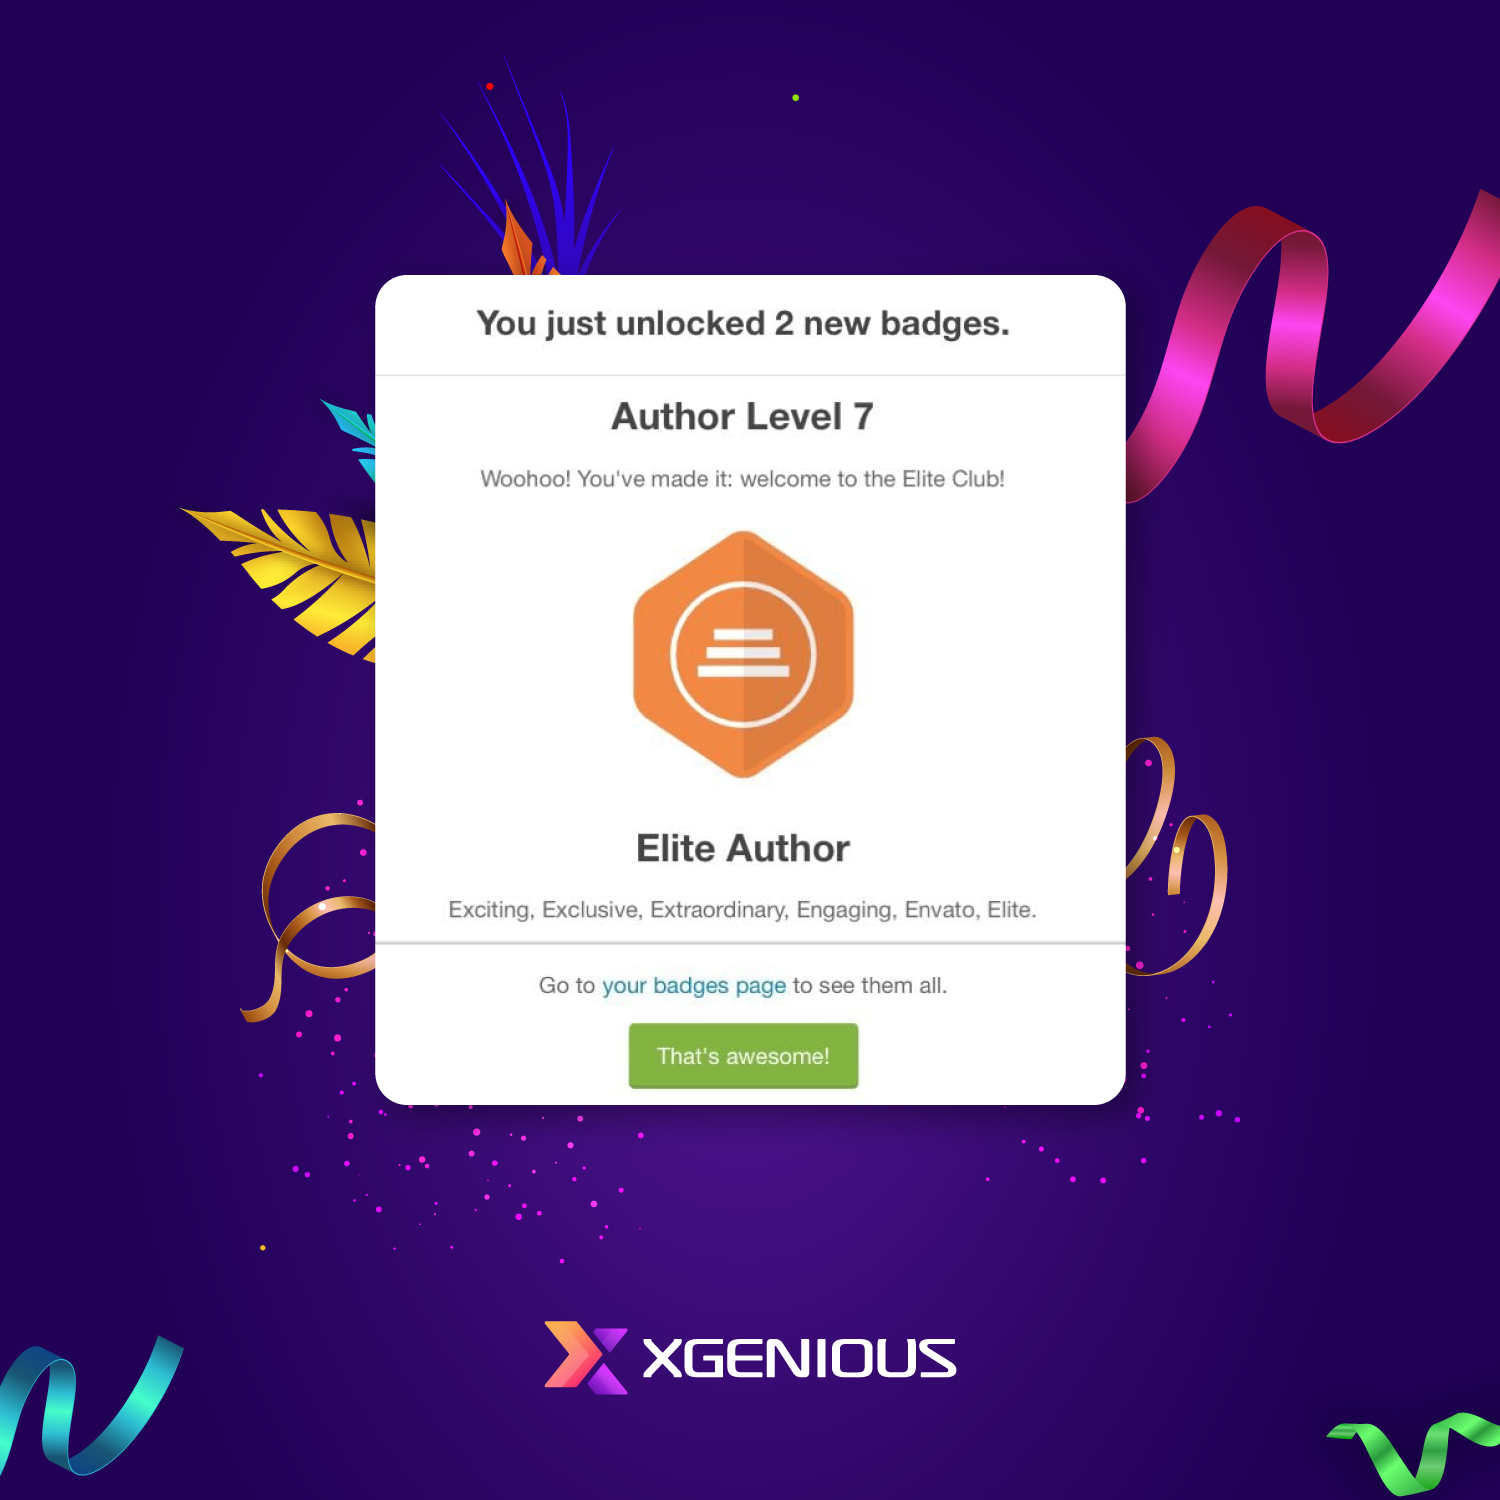 You just unlocked 2 new badges.
Author Level 7
Woohoo! You've made it: welcome to the Elite Club!
Elite Author
Exciting, Exclusive, Extraordinary, Engaging, Envato, Elite.
Go to your badges page to see them all.
That's awesome!
XGENIOUS